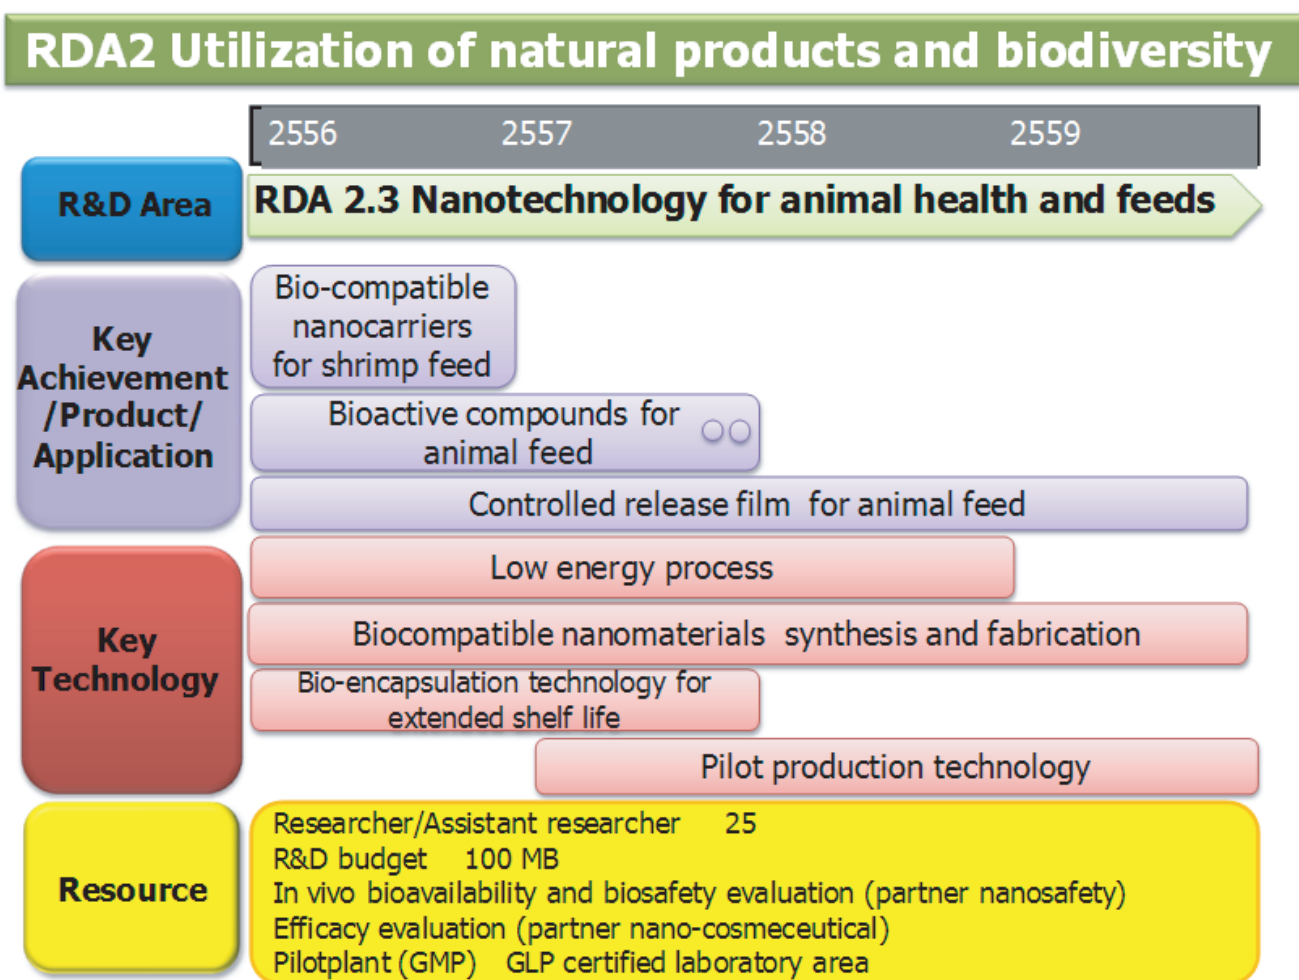 RDA2 Utilization of natural products and biodiversity
2556 2557 2558 2559
R&D Area
RDA 2.3 Nanotechnology for animal health and feeds
Key
Achievement
/Product/
Application
Bio-compatible
nanocarriers
for shrimp feed
Bioactive compounds for
animal feed
Controlled release film for animal feed
Key
Technology
Low energy process
Biocompatible nanomaterials synthesis and fabrication
Bio-encapsulation technology for
extended shelf life
Pilot production technology
Resource
Researcher/Assistant researcher 25
R&D budget 100 MB
In vivo bioavailability and biosafety evaluation (partner nanosafety)
Efficacy evaluation (partner nano-cosmeceutical)
Pilotplant (GMP) GLP certified laboratory area